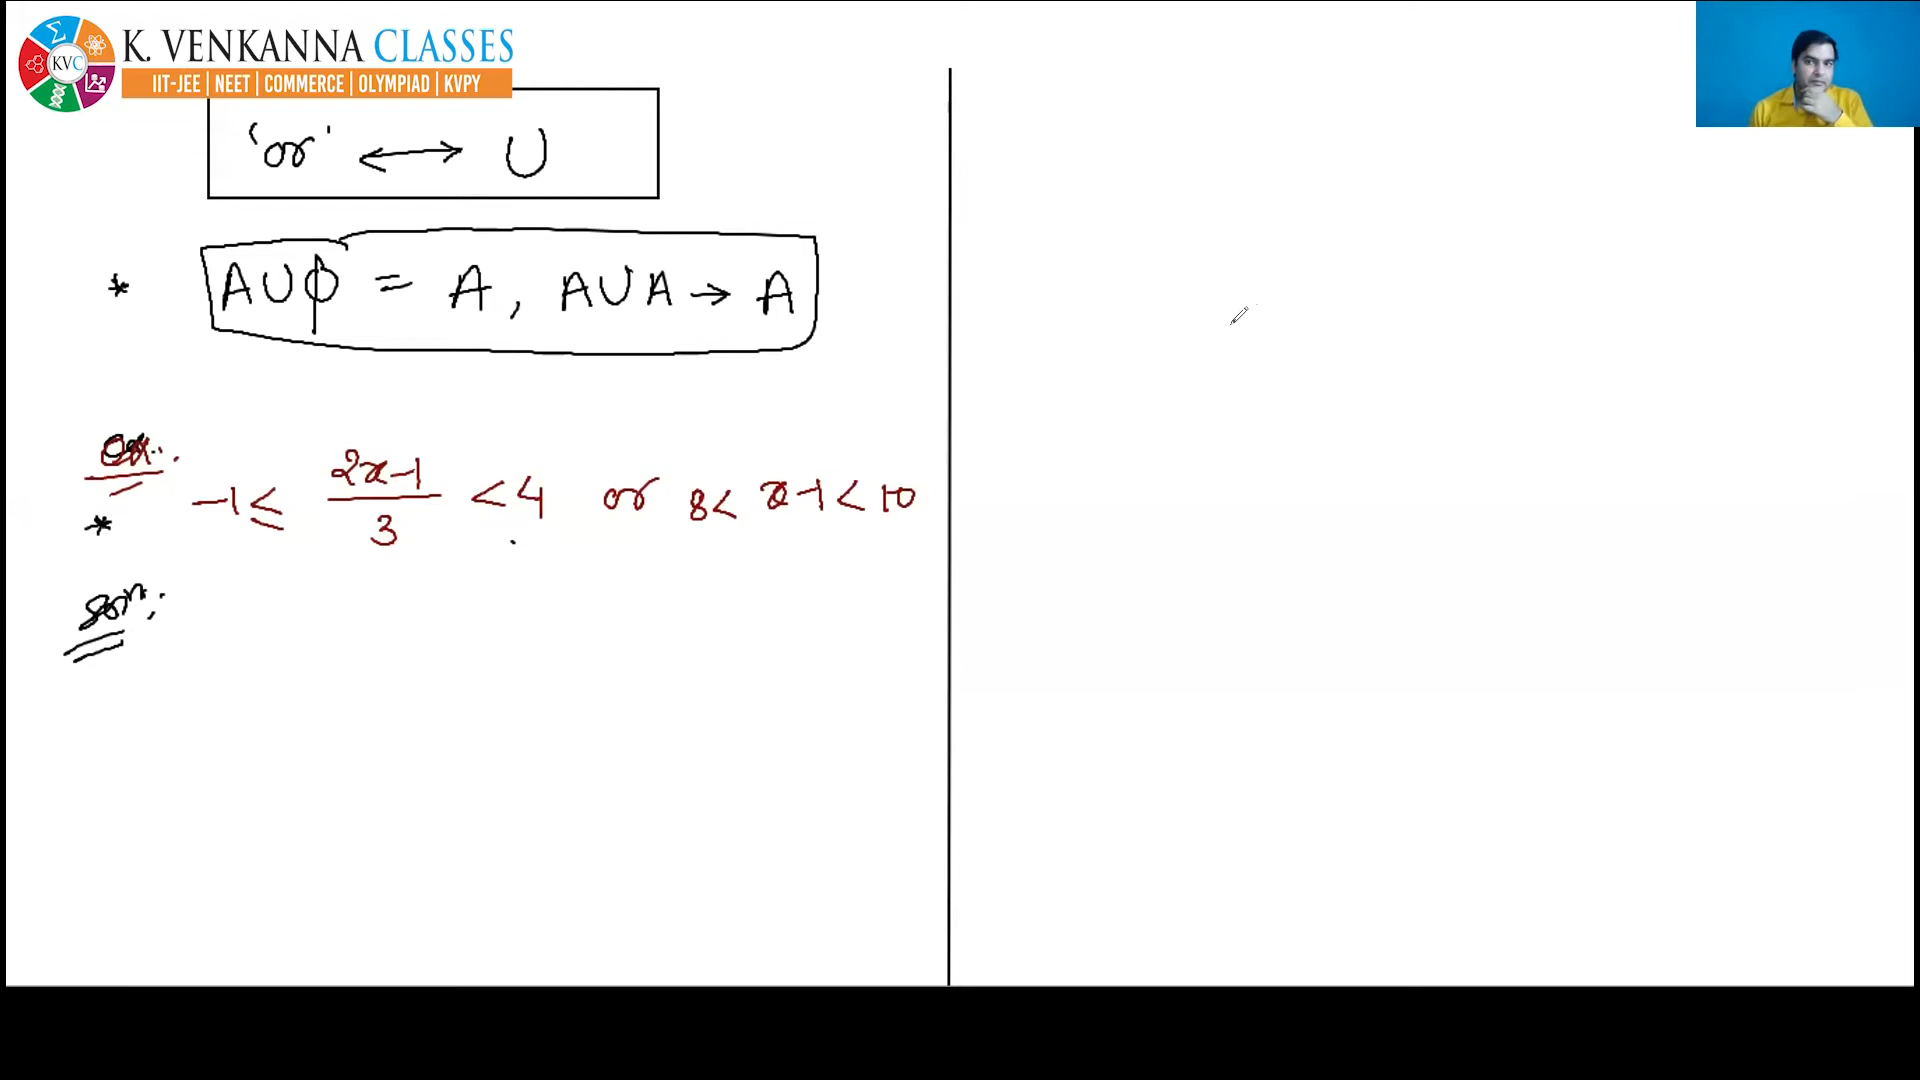 K. VENKANNA CLASSES
KVC
IIT-JEE | NEET | COMMERCE | OLYMPIAD | KVPY
'or' ↔ ∪
* A∪ϕ = A, A∪A → A
Ex:.
* -1 ≤ (2x-1)/3 < 4 or 8 < x-1 < 10
Son: